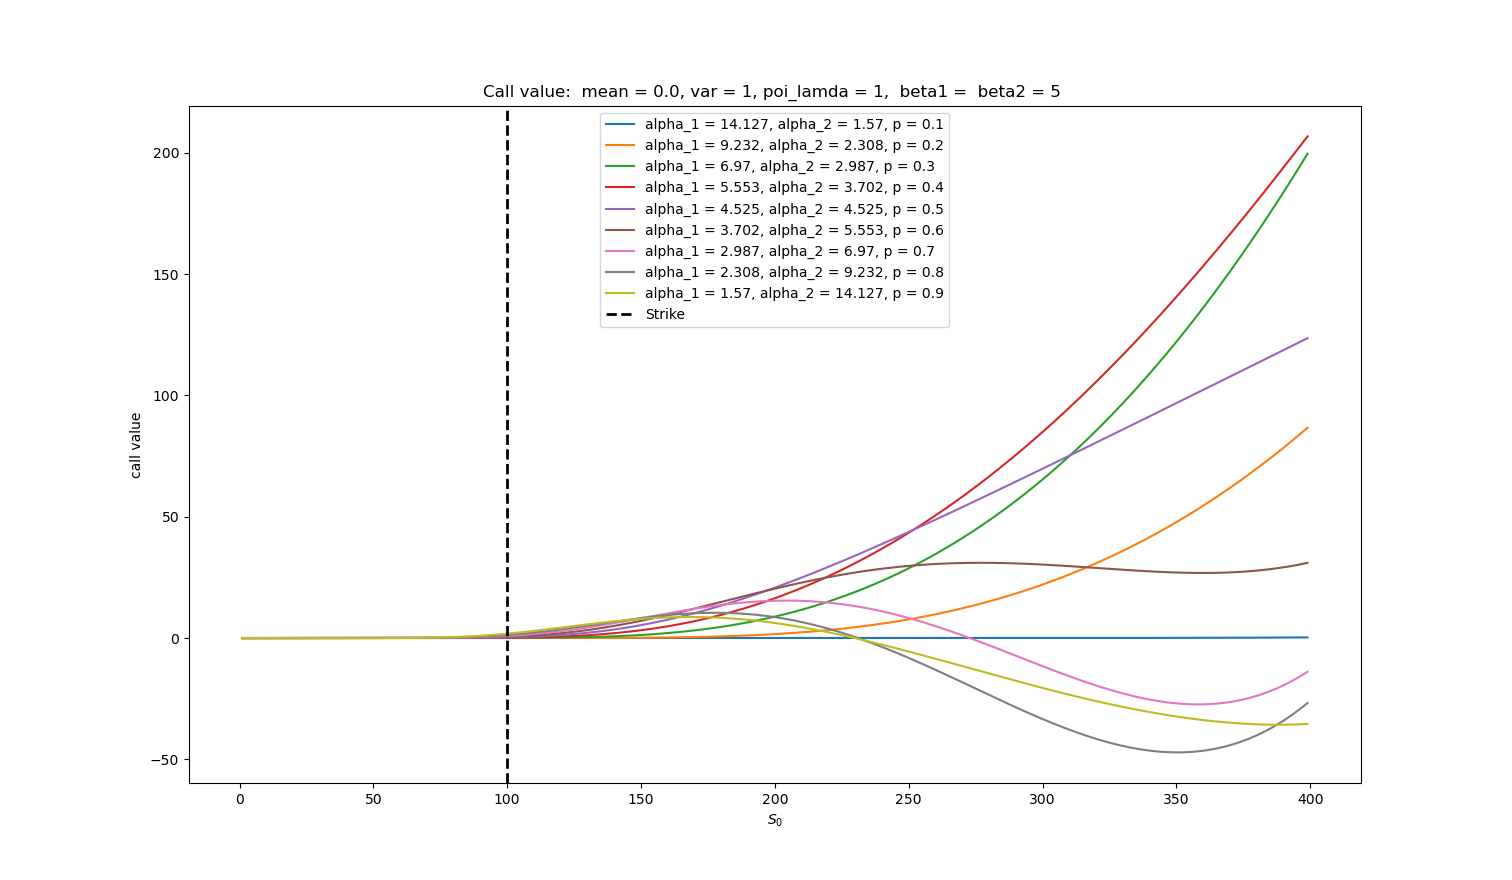 Call value:  mean = 0.0, var = 1, poi_lamda = 1,  beta1 =  beta2 = 5
alpha_1 = 14.127, alpha_2 = 1.57, p = 0.1
alpha_1 = 9.232, alpha_2 = 2.308, p = 0.2
alpha_1 = 6.97, alpha_2 = 2.987, p = 0.3
alpha_1 = 5.553, alpha_2 = 3.702, p = 0.4
alpha_1 = 4.525, alpha_2 = 4.525, p = 0.5
alpha_1 = 3.702, alpha_2 = 5.553, p = 0.6
alpha_1 = 2.987, alpha_2 = 6.97, p = 0.7
alpha_1 = 2.308, alpha_2 = 9.232, p = 0.8
alpha_1 = 1.57, alpha_2 = 14.127, p = 0.9
Strike
call value
200
150
100
50
0
−50
0 50 100 150 200 250 300 350 400
S₀